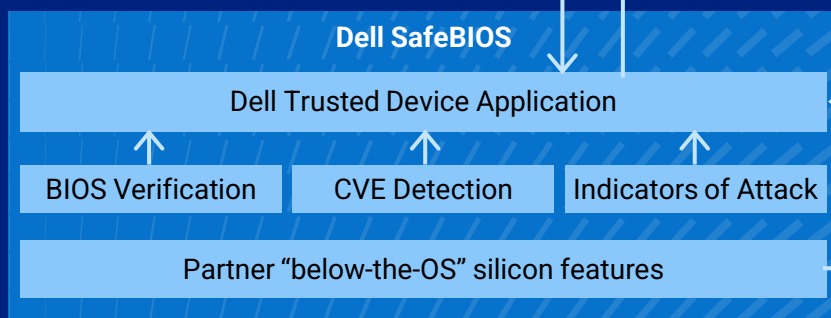 Dell SafeBIOS
Dell Trusted Device Application
BIOS Verification
CVE Detection
Indicators of Attack
Partner “below-the-OS” silicon features